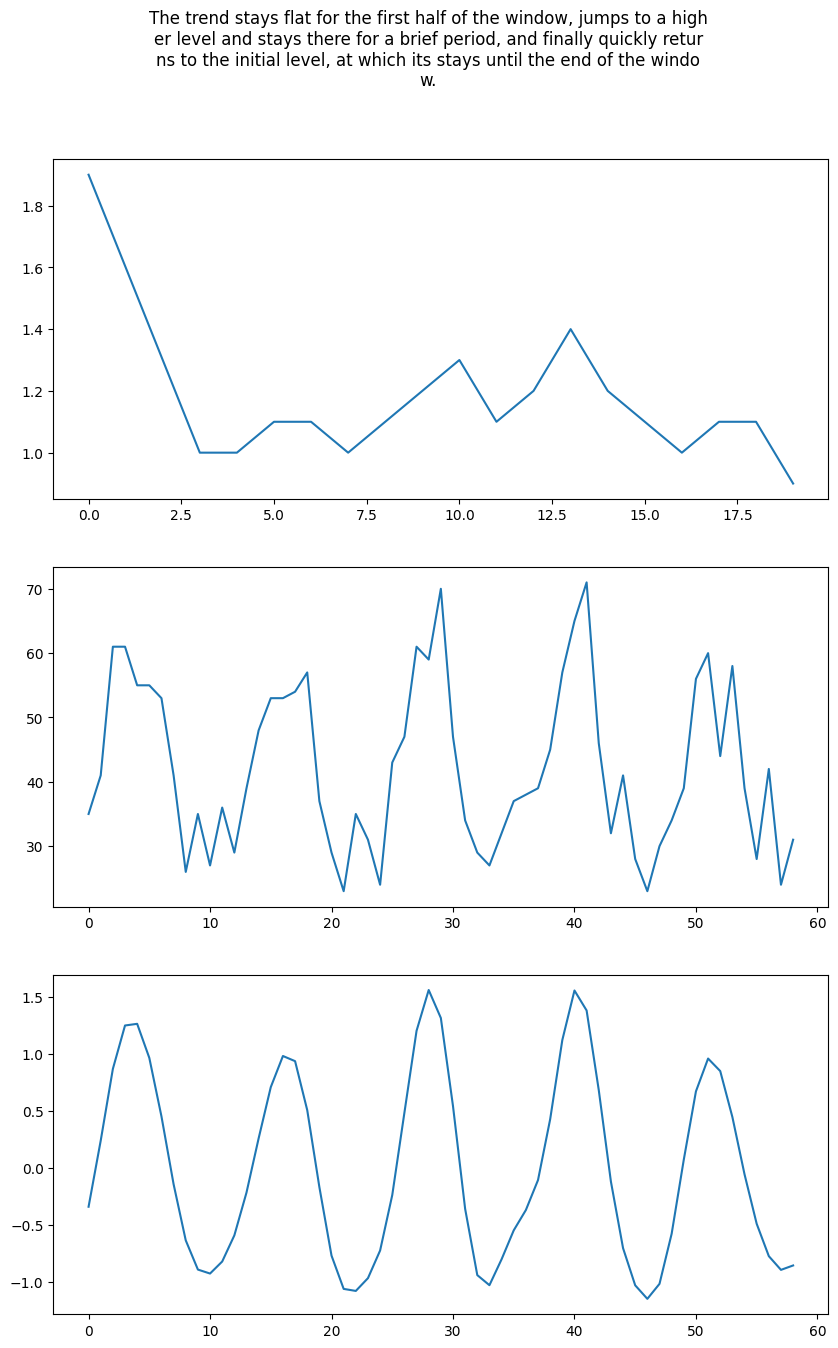 The trend stays flat for the first half of the window, jumps to a high
er level and stays there for a brief period, and finally quickly retur
ns to the initial level, at which its stays until the end of the windo
w.
1.8
1.6
1.4
1.2
1.0
0.0 2.5 5.0 7.5 10.0 12.5 15.0 17.5
70
60
50
40
30
0 10 20 30 40 50 60
1.5
1.0
0.5
0.0
−0.5
−1.0
0 10 20 30 40 50 60